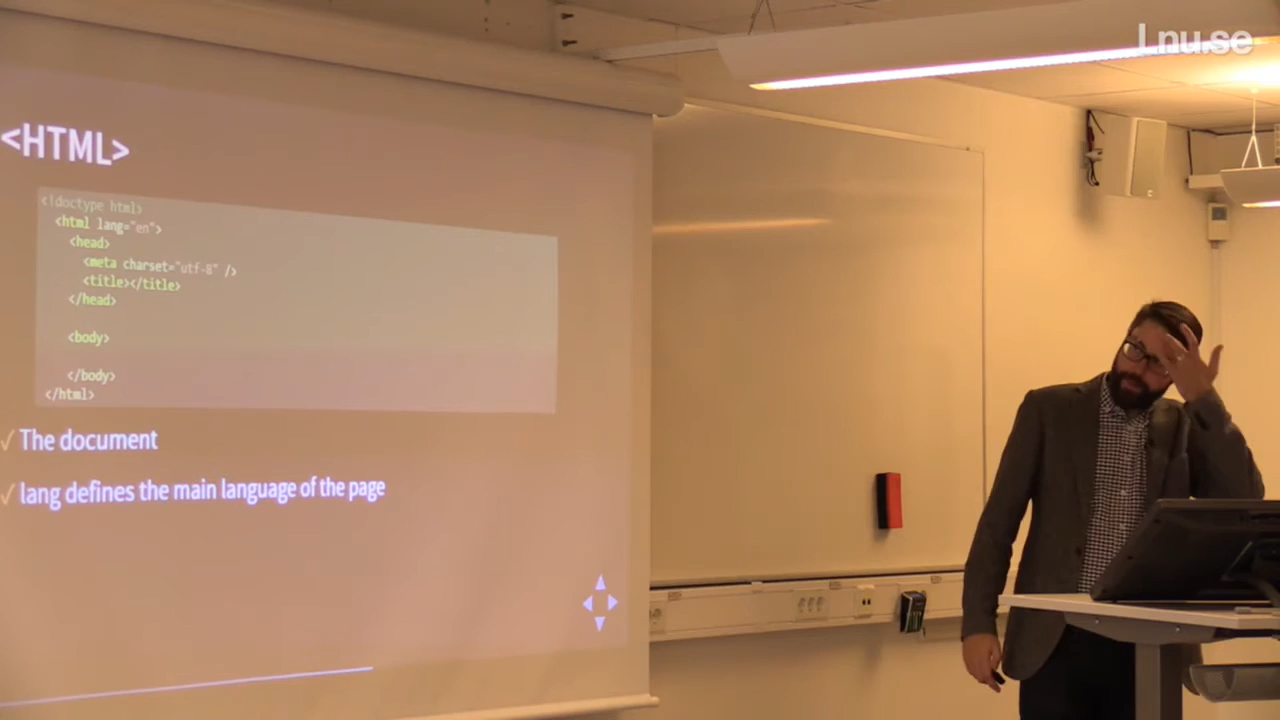 Lnu.se
<HTML>
<!doctype html>
<html lang="en">
<head>
<meta charset="utf-8" />
<title></title>
</head>
<body>
</body>
</html>
✓ The document
✓ lang defines the main language of the page